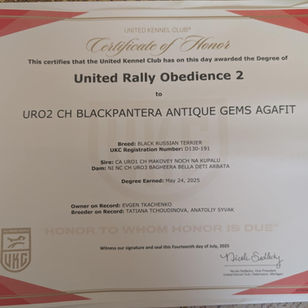 UNITED KENNEL CLUB®
Certificate of Honor
This certifies that the United Kennel Club has on this day awarded the Degree of
United Rally Obedience 2
to
URO2 CH BLACKPANTERA ANTIQUE GEMS AGAFIT
Breed: BLACK RUSSIAN TERRIER
UKC Registration Number: D130-191
Sire: CA URO1 CH MAKOVEY NOCH NA KUPALU
Dam: NI NC CH URO3 BAGHEERA BELLA DETI ARBATA
Degree Earned: May 24, 2025
Owner on Record: EVGEN TKACHENKO
Breeder on Record: TATIANA TCHOUDINOVA, ANATOLIY SYVAK
HONOR TO WHOM HONOR IS DUE®
Witness our signature and seal this Fourteenth day of July, 2025
UKC